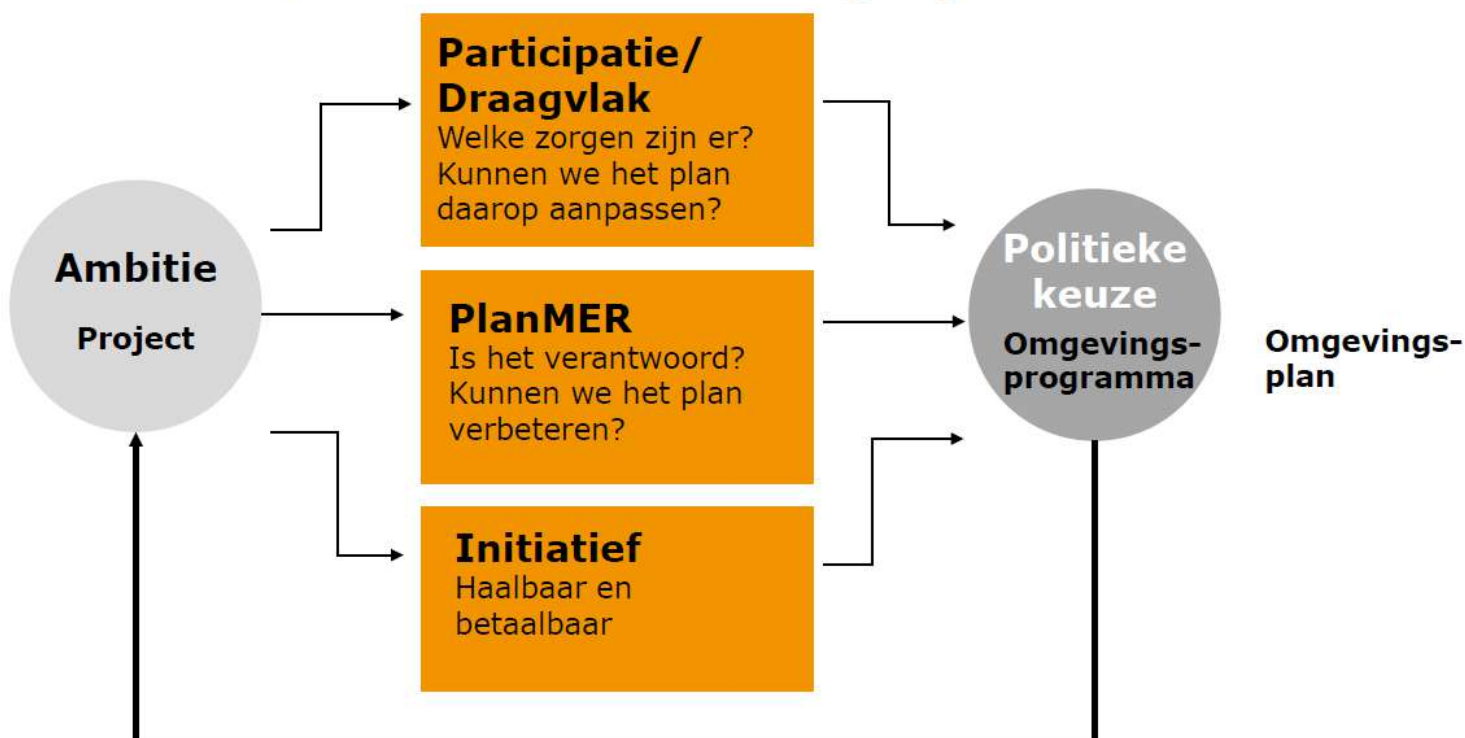 Ambitie
Project
Participatie/
Draagvlak
Welke zorgen zijn er?
Kunnen we het plan
daarop aanpassen?
PlanMER
Is het verantwoord?
Kunnen we het plan
verbeteren?
Initiatief
Haalbaar en
betaalbaar
Politieke
keuze
Omgevings-
programma
Omgevings-
plan